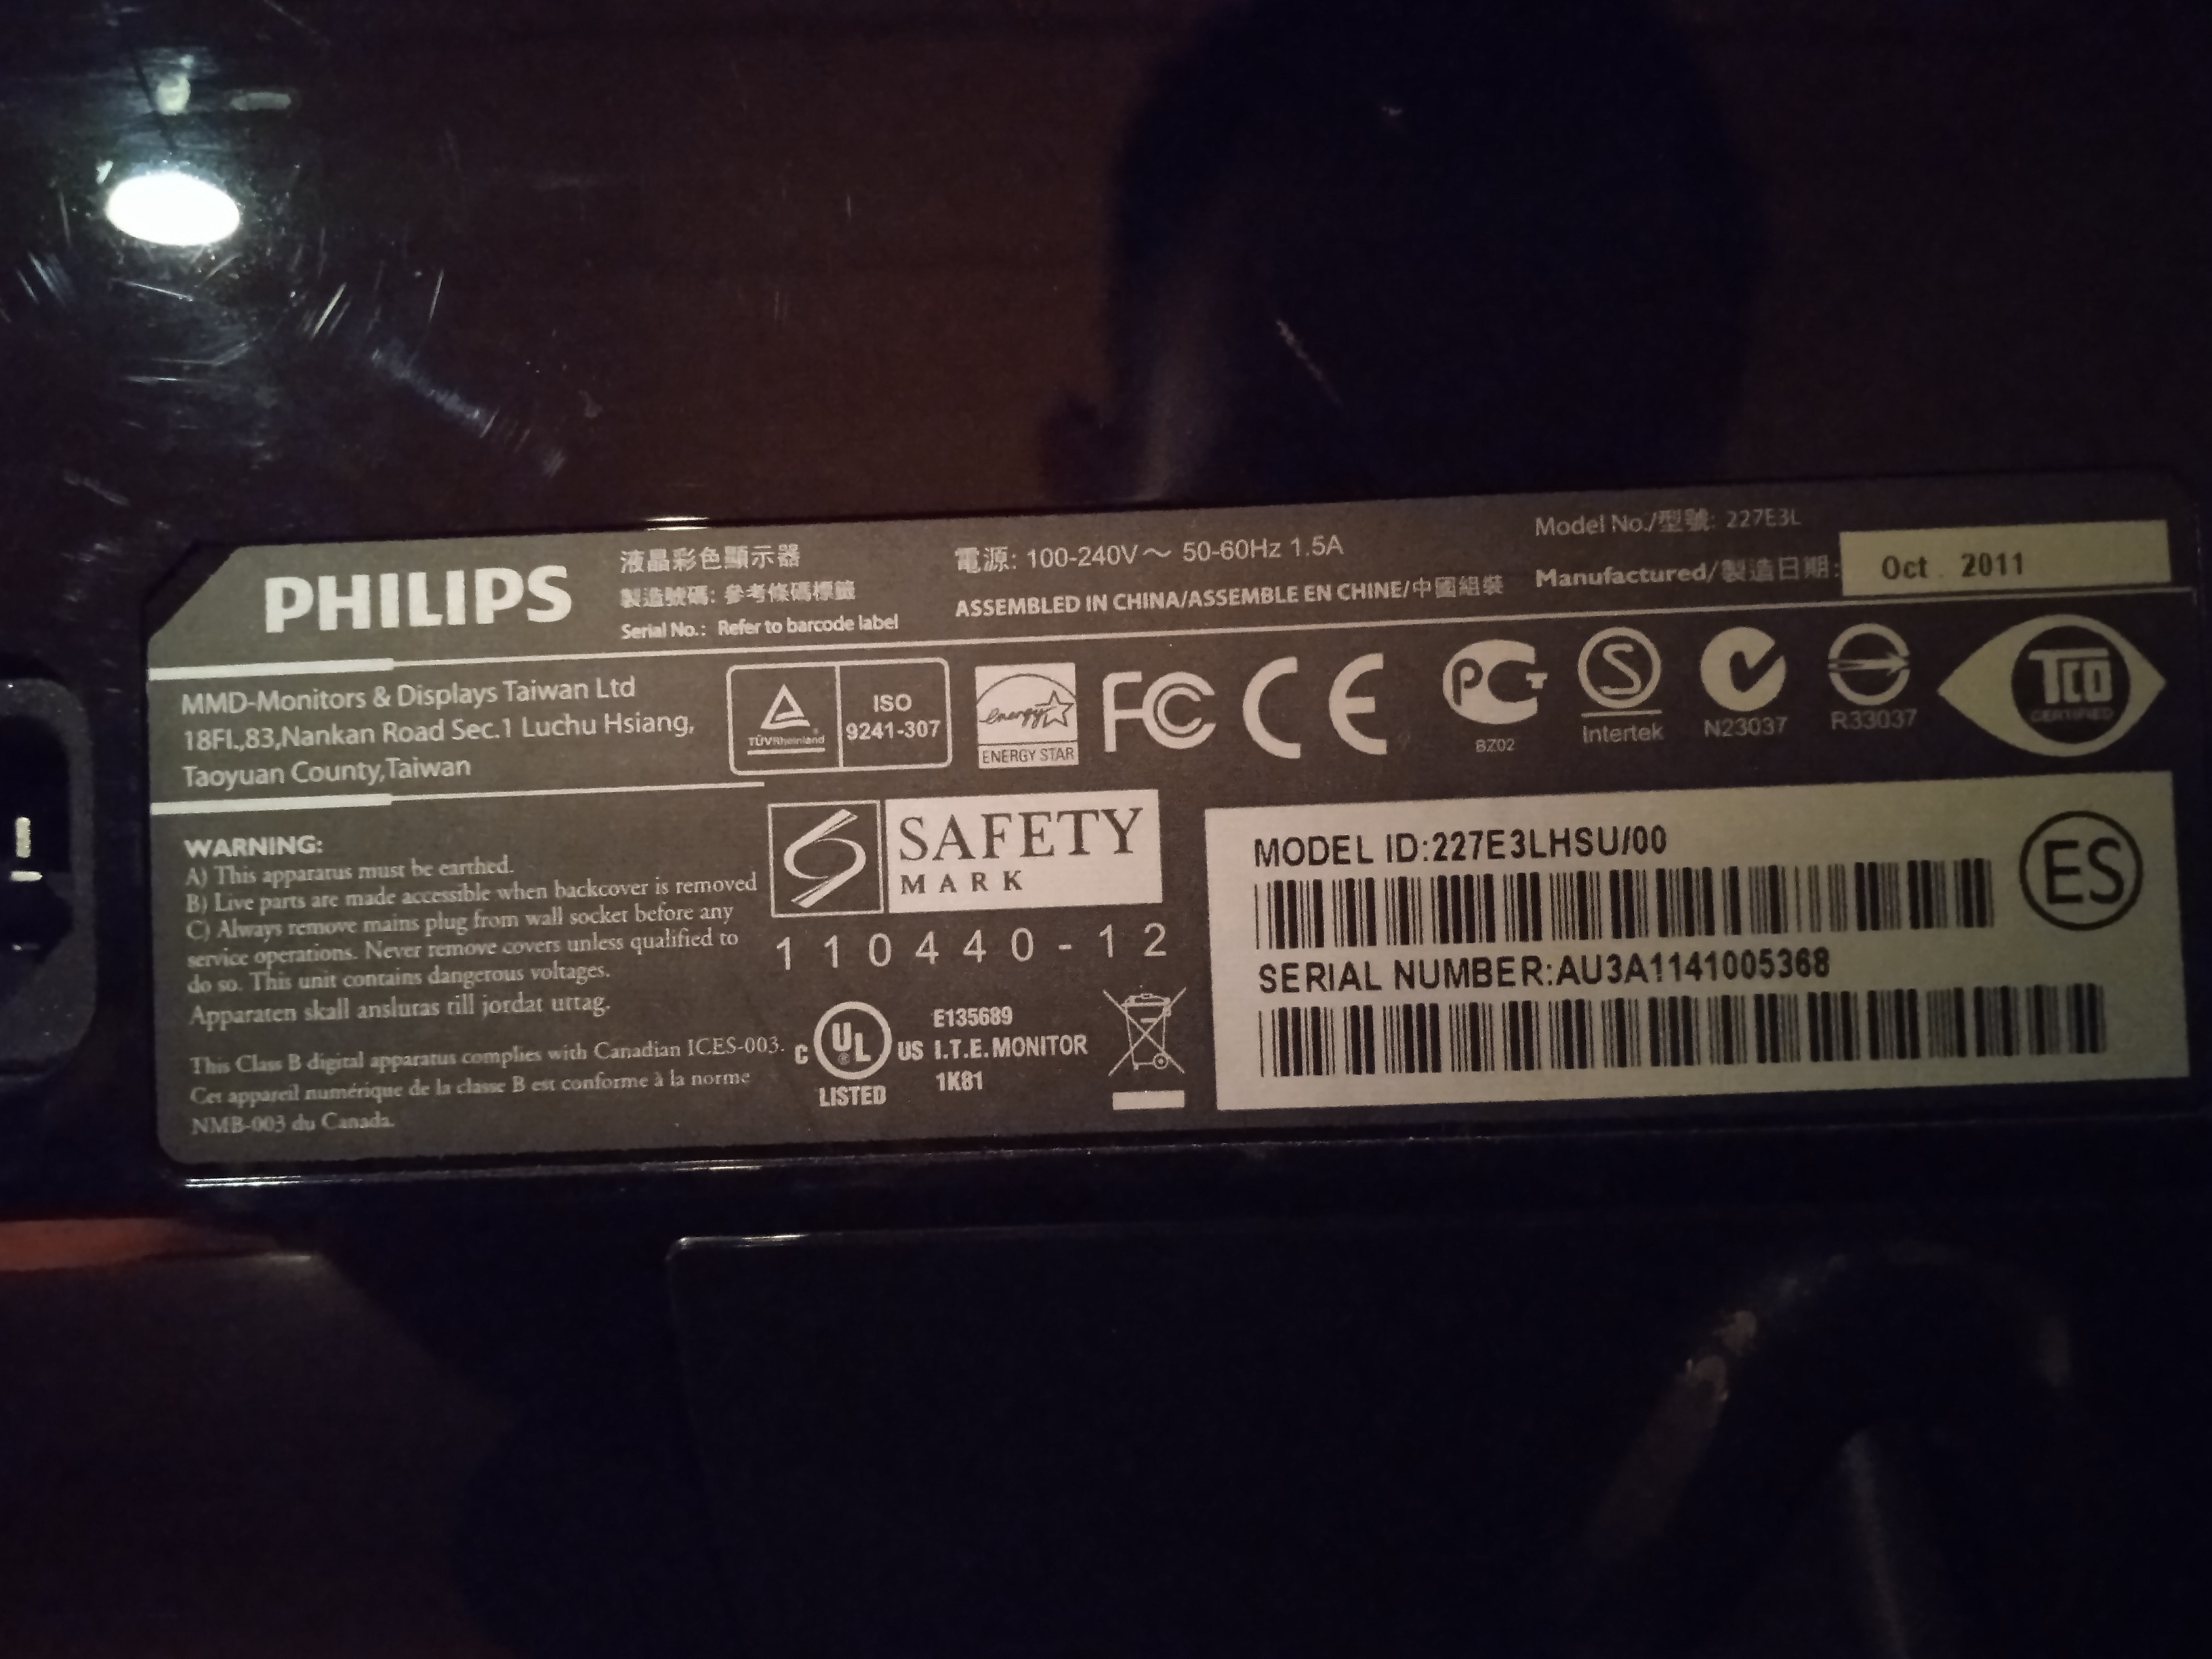 PHILIPS
液晶彩色顯示器
製造號碼: 參考條碼標籤
Serial No.: Refer to barcode label
電源: 100-240V～ 50-60Hz 1.5A
ASSEMBLED IN CHINA/ASSEMBLE EN CHINE/中國組裝
Model No./型號: 227E3L
Manufactured/製造日期: Oct . 2011
MMD-Monitors & Displays Taiwan Ltd
18Fl.,83,Nankan Road Sec.1 Luchu Hsiang,
Taoyuan County,Taiwan
TÜVRheinland
ISO
9241-307
energy
ENERGY STAR
FC
CE
PCT
BZ02
S
Intertek
N23037
R33037
TCO
CERTIFIED
WARNING:
A) This apparatus must be earthed.
B) Live parts are made accessible when backcover is removed
C) Always remove mains plug from wall socket before any
service operations. Never remove covers unless qualified to
do so. This unit contains dangerous voltages.
Apparaten skall anslutas till jordat uttag.
This Class B digital apparatus complies with Canadian ICES-003.
Cet appareil numérique de la classe B est conforme à la norme
NMB-003 du Canada.
SAFETY
MARK
110440-12
C UL US
LISTED
E135689
I.T.E. MONITOR
1K81
MODEL ID:227E3LHSU/00
ES
SERIAL NUMBER:AU3A1141005368